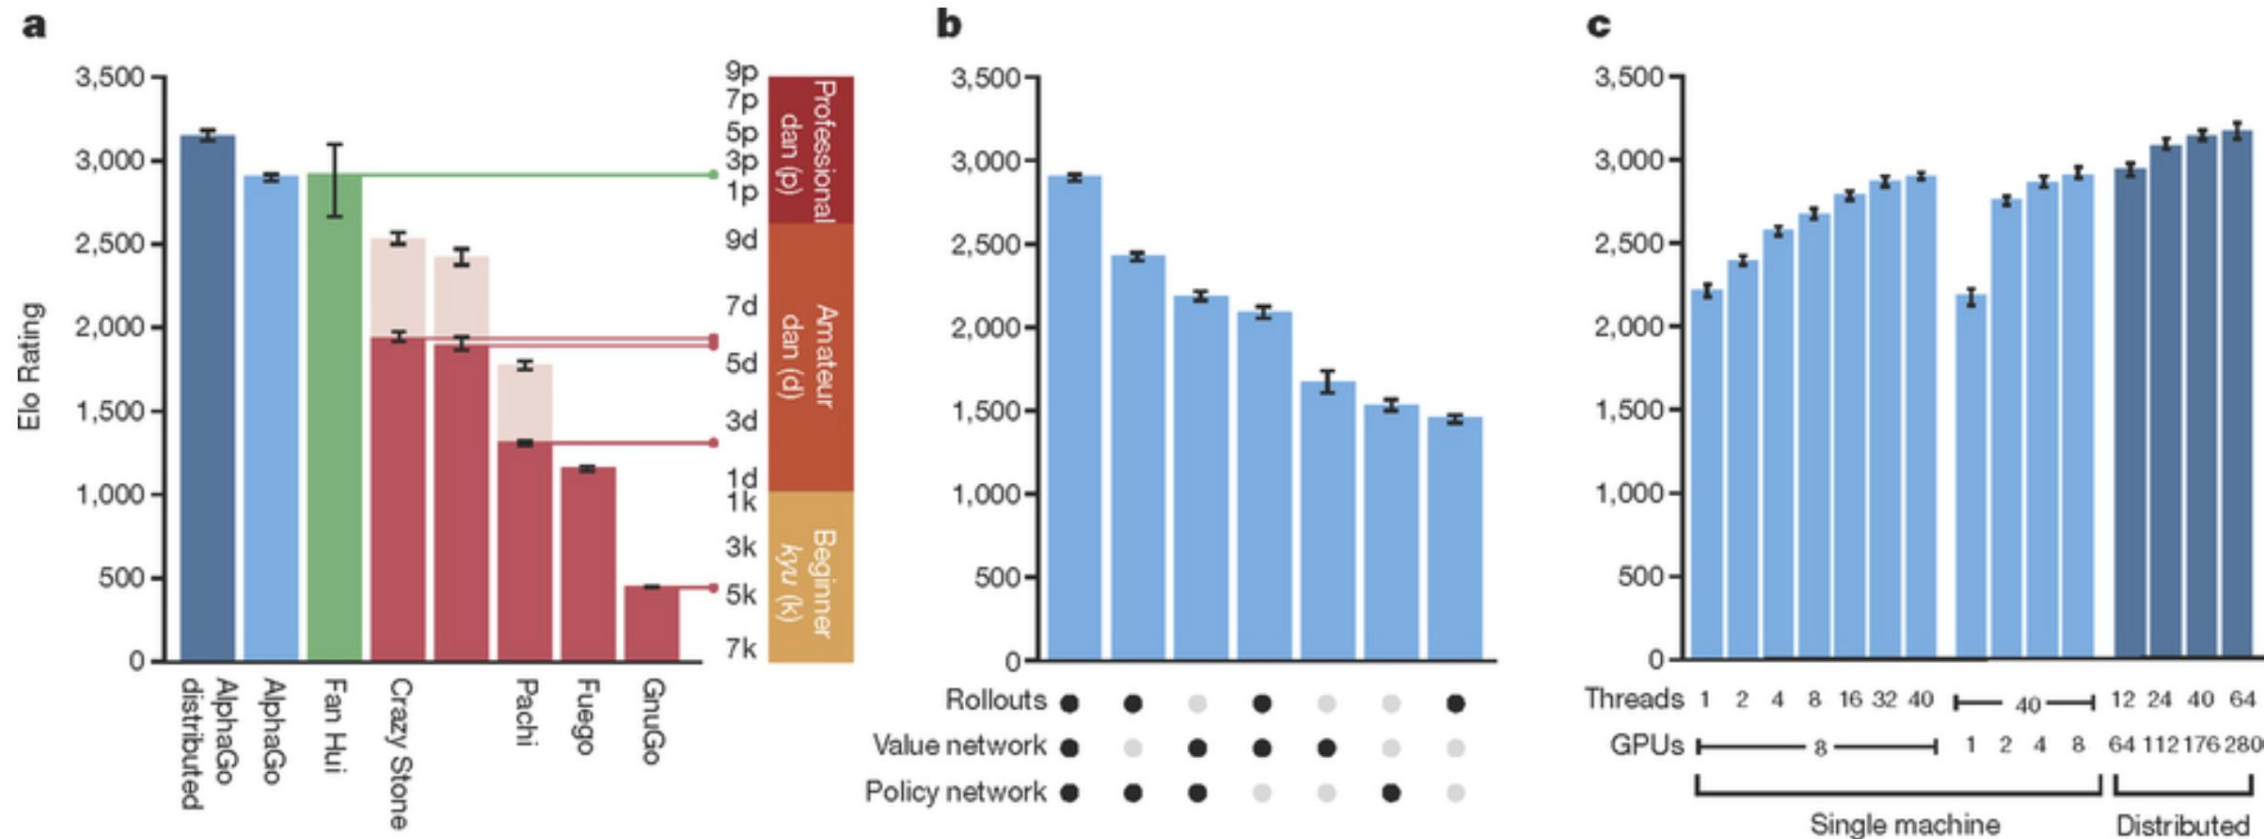 a
3,500
3,000
2,500
2,000
1,500
1,000
500
0
Elo Rating
AlphaGo
distributed
AlphaGo
Fan Hui
Crazy Stone
Pachi
Fuego
GnuGo
9p
7p
5p
3p
1p
9d
7d
5d
3d
1d
1k
3k
5k
7k
Professional
dan (p)
Amateur
dan (d)
Beginner
kyu (k)
b
3,500
3,000
2,500
2,000
1,500
1,000
500
0
Rollouts
Value network
Policy network
c
3,500
3,000
2,500
2,000
1,500
1,000
500
0
Threads 1 2 4 8 16 32 40 40 12 24 40 64
GPUs 8 1 2 4 8 64 112 176 280
Single machine Distributed